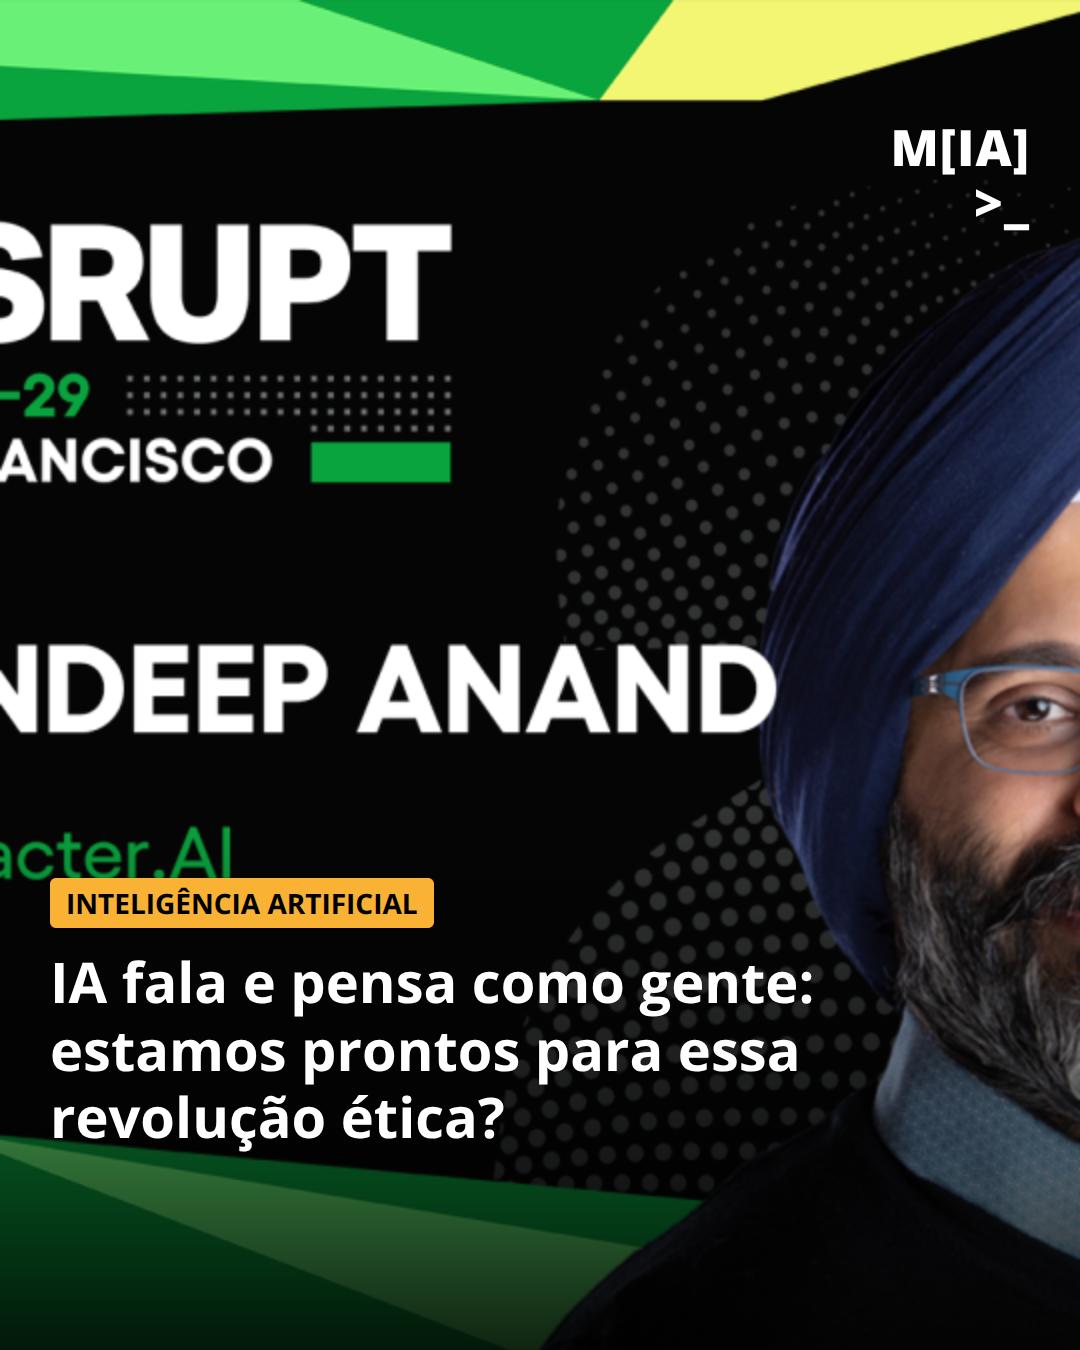 M[IA]
>_
SRUPT
–29
ANCISCO
NDEEP ANAND
acter.AI
INTELIGÊNCIA ARTIFICIAL
IA fala e pensa como gente:
estamos prontos para essa
revolução ética?